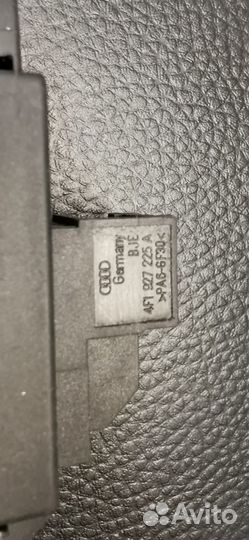 Germany
BJE
4F1 927 225 A
>PA6-GF30<
Avito